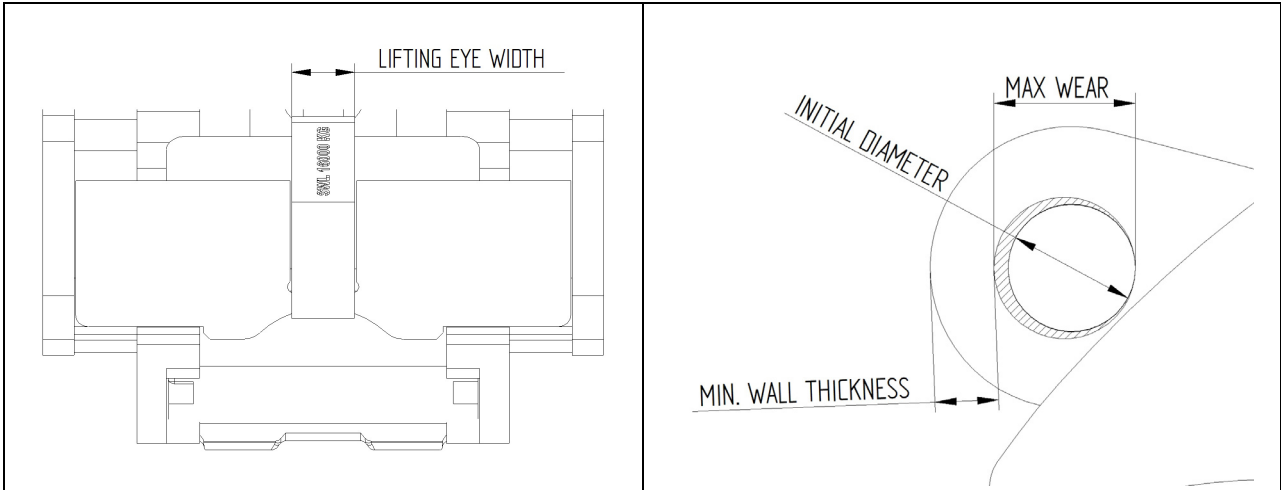 LIFTING EYE WIDTH
SWL 16000 KG
MAX WEAR
INITIAL DIAMETER
MIN. WALL THICKNESS